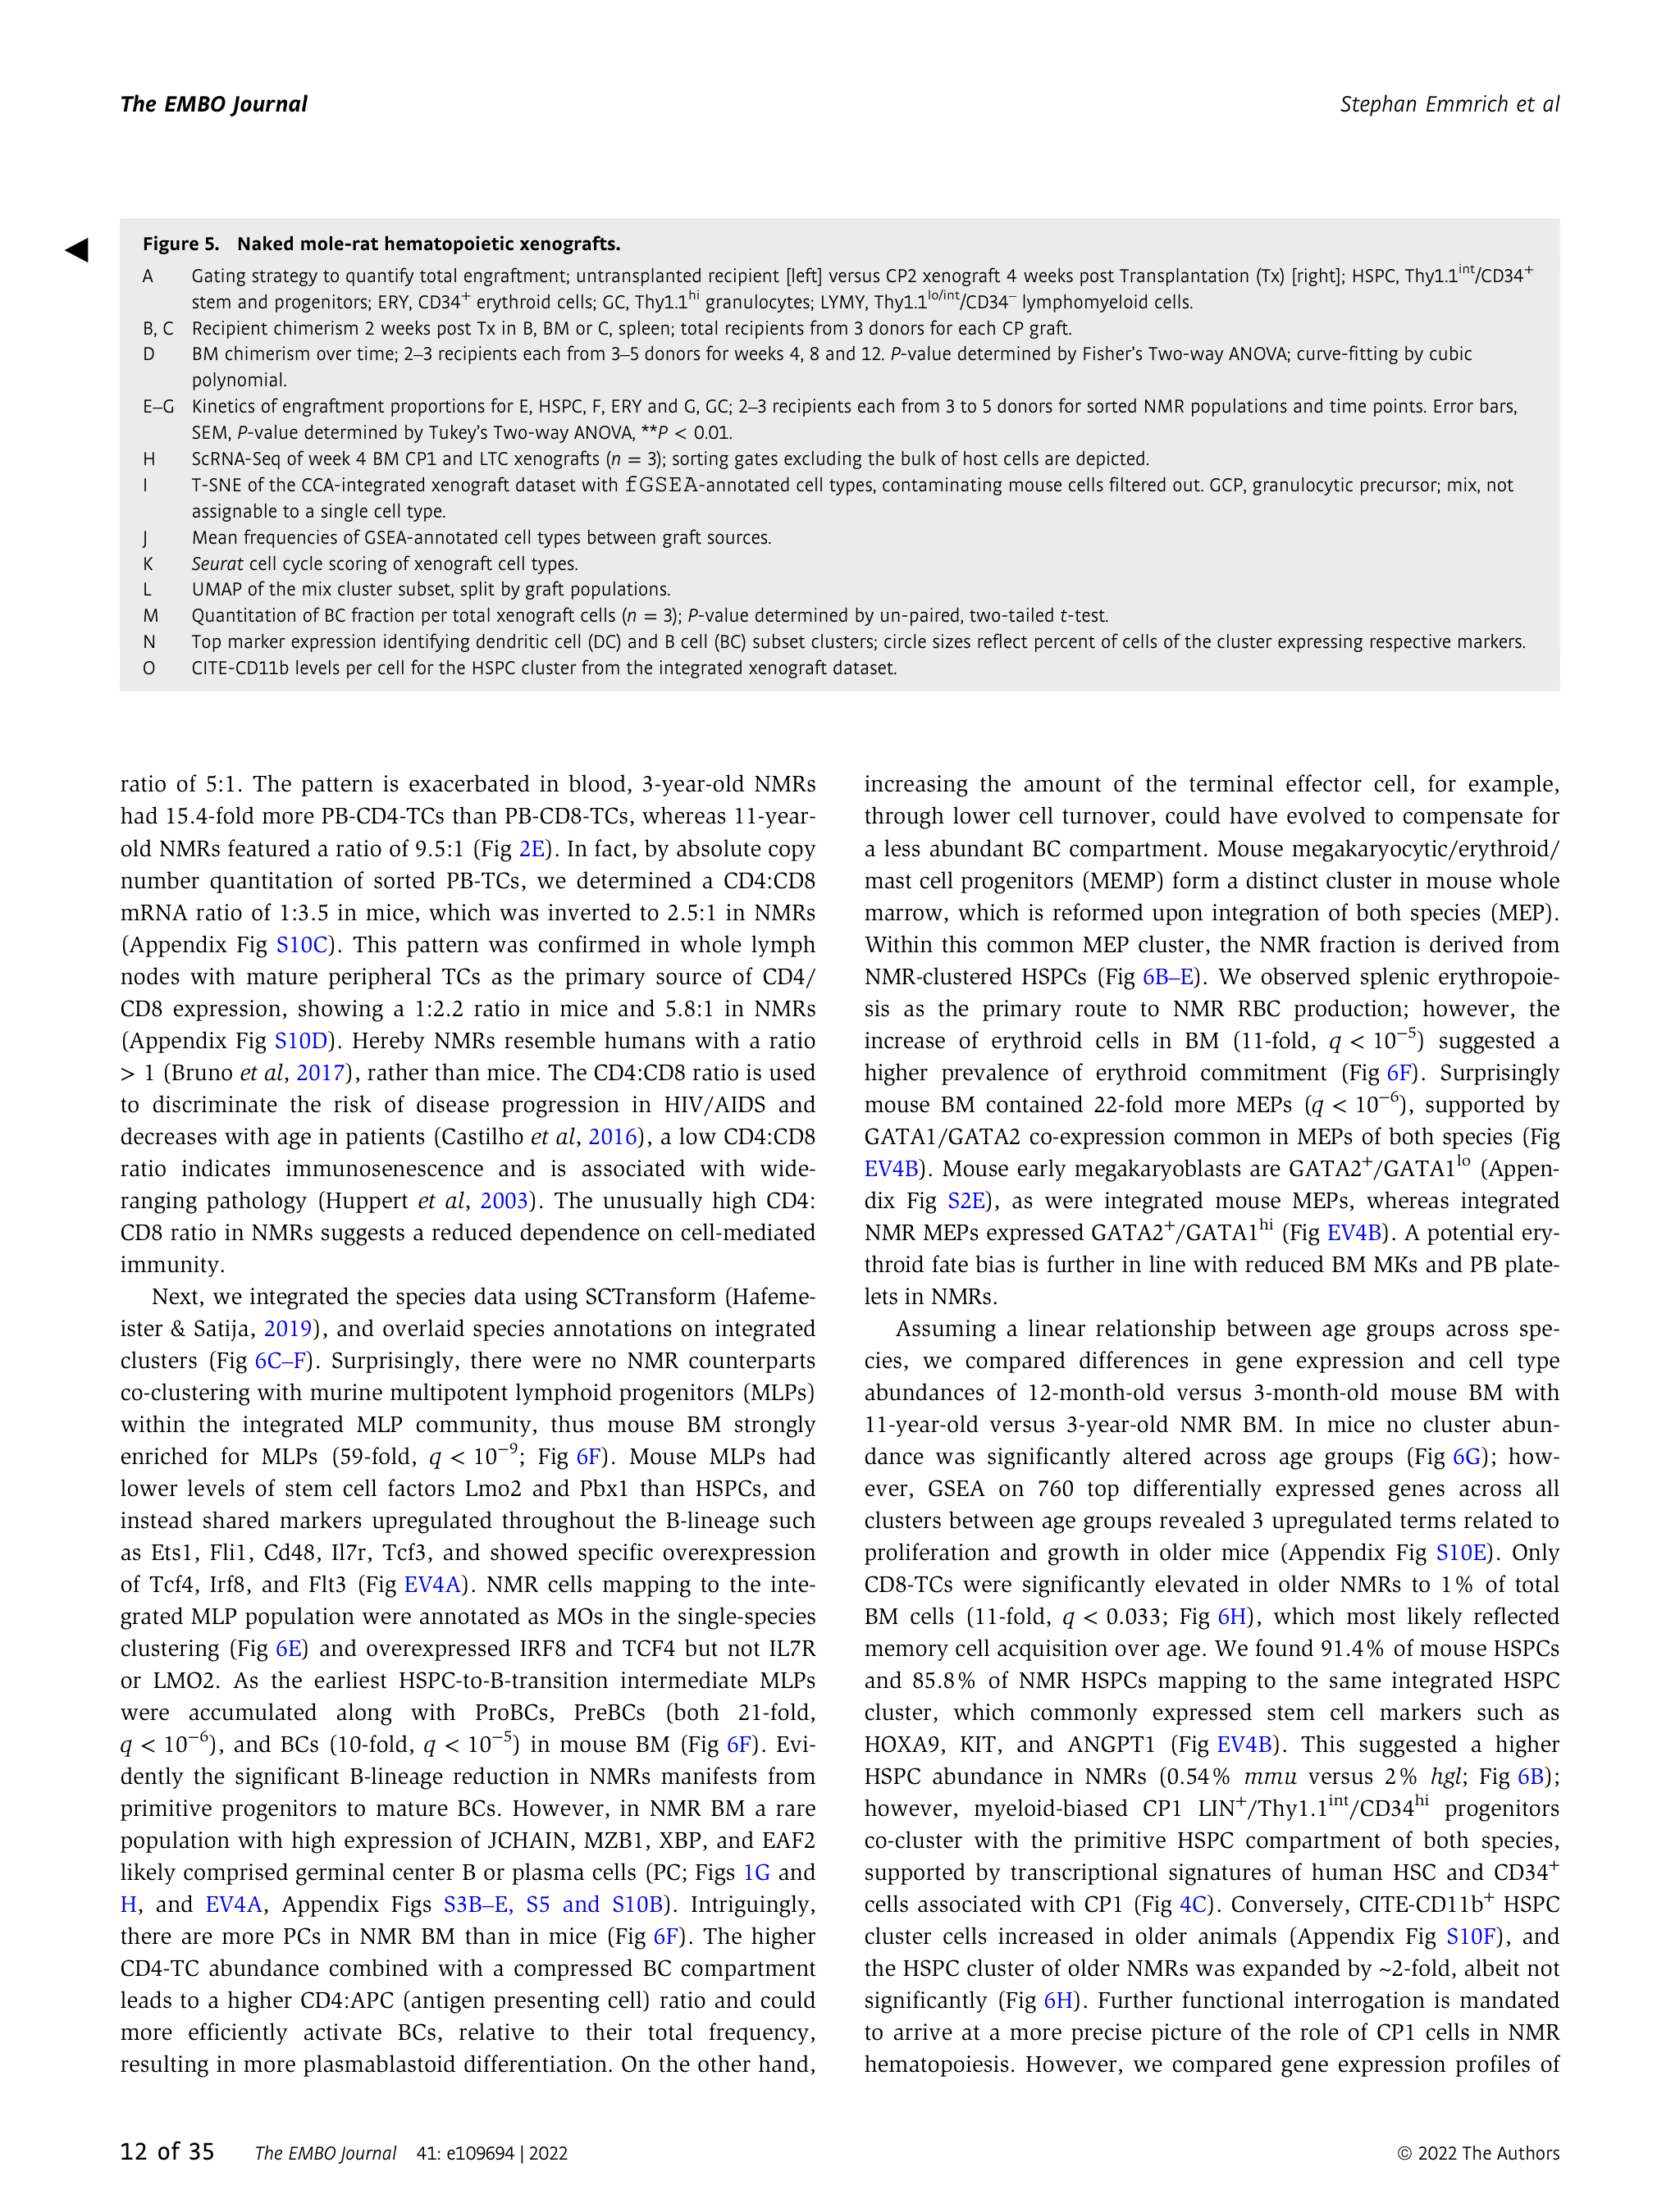 The EMBO Journal
Stephan Emmrich et al
Figure 5. Naked mole-rat hematopoietic xenografts.
A Gating strategy to quantify total engraftment; untransplanted recipient [left] versus CP2 xenograft 4 weeks post Transplantation (Tx) [right]; HSPC, Thy1.1int/CD34+
stem and progenitors; ERY, CD34+ erythroid cells; GC, Thy1.1hi granulocytes; LYMY, Thy1.1lo/int/CD34− lymphomyeloid cells.
B, C Recipient chimerism 2 weeks post Tx in B, BM or C, spleen; total recipients from 3 donors for each CP graft.
D BM chimerism over time; 2–3 recipients each from 3–5 donors for weeks 4, 8 and 12. P-value determined by Fisher's Two-way ANOVA; curve-fitting by cubic
polynomial.
E–G Kinetics of engraftment proportions for E, HSPC, F, ERY and G, GC; 2–3 recipients each from 3 to 5 donors for sorted NMR populations and time points. Error bars,
SEM, P-value determined by Tukey's Two-way ANOVA, **P < 0.01.
H ScRNA-Seq of week 4 BM CP1 and LTC xenografts (n = 3); sorting gates excluding the bulk of host cells are depicted.
I T-SNE of the CCA-integrated xenograft dataset with fGSEA-annotated cell types, contaminating mouse cells filtered out. GCP, granulocytic precursor; mix, not
assignable to a single cell type.
J Mean frequencies of GSEA-annotated cell types between graft sources.
K Seurat cell cycle scoring of xenograft cell types.
L UMAP of the mix cluster subset, split by graft populations.
M Quantitation of BC fraction per total xenograft cells (n = 3); P-value determined by un-paired, two-tailed t-test.
N Top marker expression identifying dendritic cell (DC) and B cell (BC) subset clusters; circle sizes reflect percent of cells of the cluster expressing respective markers.
O CITE-CD11b levels per cell for the HSPC cluster from the integrated xenograft dataset.
ratio of 5:1. The pattern is exacerbated in blood, 3-year-old NMRs
had 15.4-fold more PB-CD4-TCs than PB-CD8-TCs, whereas 11-year-
old NMRs featured a ratio of 9.5:1 (Fig 2E). In fact, by absolute copy
number quantitation of sorted PB-TCs, we determined a CD4:CD8
mRNA ratio of 1:3.5 in mice, which was inverted to 2.5:1 in NMRs
(Appendix Fig S10C). This pattern was confirmed in whole lymph
nodes with mature peripheral TCs as the primary source of CD4/
CD8 expression, showing a 1:2.2 ratio in mice and 5.8:1 in NMRs
(Appendix Fig S10D). Hereby NMRs resemble humans with a ratio
> 1 (Bruno et al, 2017), rather than mice. The CD4:CD8 ratio is used
to discriminate the risk of disease progression in HIV/AIDS and
decreases with age in patients (Castilho et al, 2016), a low CD4:CD8
ratio indicates immunosenescence and is associated with wide-
ranging pathology (Huppert et al, 2003). The unusually high CD4:
CD8 ratio in NMRs suggests a reduced dependence on cell-mediated
immunity.
Next, we integrated the species data using SCTransform (Hafeme-
ister & Satija, 2019), and overlaid species annotations on integrated
clusters (Fig 6C–F). Surprisingly, there were no NMR counterparts
co-clustering with murine multipotent lymphoid progenitors (MLPs)
within the integrated MLP community, thus mouse BM strongly
enriched for MLPs (59-fold, q < 10−9; Fig 6F). Mouse MLPs had
lower levels of stem cell factors Lmo2 and Pbx1 than HSPCs, and
instead shared markers upregulated throughout the B-lineage such
as Ets1, Fli1, Cd48, Il7r, Tcf3, and showed specific overexpression
of Tcf4, Irf8, and Flt3 (Fig EV4A). NMR cells mapping to the inte-
grated MLP population were annotated as MOs in the single-species
clustering (Fig 6E) and overexpressed IRF8 and TCF4 but not IL7R
or LMO2. As the earliest HSPC-to-B-transition intermediate MLPs
were accumulated along with ProBCs, PreBCs (both 21-fold,
q < 10−6), and BCs (10-fold, q < 10−5) in mouse BM (Fig 6F). Evi-
dently the significant B-lineage reduction in NMRs manifests from
primitive progenitors to mature BCs. However, in NMR BM a rare
population with high expression of JCHAIN, MZB1, XBP, and EAF2
likely comprised germinal center B or plasma cells (PC; Figs 1G and
H, and EV4A, Appendix Figs S3B–E, S5 and S10B). Intriguingly,
there are more PCs in NMR BM than in mice (Fig 6F). The higher
CD4-TC abundance combined with a compressed BC compartment
leads to a higher CD4:APC (antigen presenting cell) ratio and could
more efficiently activate BCs, relative to their total frequency,
resulting in more plasmablastoid differentiation. On the other hand,
increasing the amount of the terminal effector cell, for example,
through lower cell turnover, could have evolved to compensate for
a less abundant BC compartment. Mouse megakaryocytic/erythroid/
mast cell progenitors (MEMP) form a distinct cluster in mouse whole
marrow, which is reformed upon integration of both species (MEP).
Within this common MEP cluster, the NMR fraction is derived from
NMR-clustered HSPCs (Fig 6B–E). We observed splenic erythropoie-
sis as the primary route to NMR RBC production; however, the
increase of erythroid cells in BM (11-fold, q < 10−5) suggested a
higher prevalence of erythroid commitment (Fig 6F). Surprisingly
mouse BM contained 22-fold more MEPs (q < 10−6), supported by
GATA1/GATA2 co-expression common in MEPs of both species (Fig
EV4B). Mouse early megakaryoblasts are GATA2+/GATA1lo (Appen-
dix Fig S2E), as were integrated mouse MEPs, whereas integrated
NMR MEPs expressed GATA2+/GATA1hi (Fig EV4B). A potential ery-
throid fate bias is further in line with reduced BM MKs and PB plate-
lets in NMRs.
Assuming a linear relationship between age groups across spe-
cies, we compared differences in gene expression and cell type
abundances of 12-month-old versus 3-month-old mouse BM with
11-year-old versus 3-year-old NMR BM. In mice no cluster abun-
dance was significantly altered across age groups (Fig 6G); how-
ever, GSEA on 760 top differentially expressed genes across all
clusters between age groups revealed 3 upregulated terms related to
proliferation and growth in older mice (Appendix Fig S10E). Only
CD8-TCs were significantly elevated in older NMRs to 1% of total
BM cells (11-fold, q < 0.033; Fig 6H), which most likely reflected
memory cell acquisition over age. We found 91.4% of mouse HSPCs
and 85.8% of NMR HSPCs mapping to the same integrated HSPC
cluster, which commonly expressed stem cell markers such as
HOXA9, KIT, and ANGPT1 (Fig EV4B). This suggested a higher
HSPC abundance in NMRs (0.54% mmu versus 2% hgl; Fig 6B);
however, myeloid-biased CP1 LIN+/Thy1.1int/CD34hi progenitors
co-cluster with the primitive HSPC compartment of both species,
supported by transcriptional signatures of human HSC and CD34+
cells associated with CP1 (Fig 4C). Conversely, CITE-CD11b+ HSPC
cluster cells increased in older animals (Appendix Fig S10F), and
the HSPC cluster of older NMRs was expanded by ~2-fold, albeit not
significantly (Fig 6H). Further functional interrogation is mandated
to arrive at a more precise picture of the role of CP1 cells in NMR
hematopoiesis. However, we compared gene expression profiles of
12 of 35 The EMBO Journal 41: e109694 | 2022
© 2022 The Authors